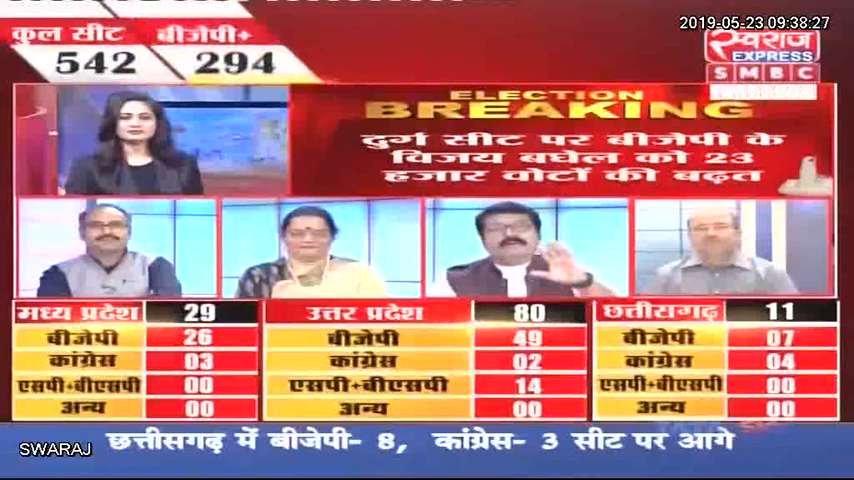 2019-05-23 09:38:27
कुल सीट बीजेपी+
542 294
स्वराज
EXPRESS
SMBC
ELECTION
BREAKING
दुर्ग सीट पर बीजेपी के
विजय बघेल को 23
हजार वोटों की बढ़त
मध्य प्रदेश 29
बीजेपी 26
कांग्रेस 03
एसपी+बीएसपी 00
अन्य 00
उत्तर प्रदेश 80
बीजेपी 49
कांग्रेस 02
एसपी+बीएसपी 14
अन्य 00
छत्तीसगढ़ 11
बीजेपी 07
कांग्रेस 04
एसपी+बीएसपी 00
अन्य 00
छत्तीसगढ़ में बीजेपी- 8, कांग्रेस- 3 सीट पर आगे
SWARAJ